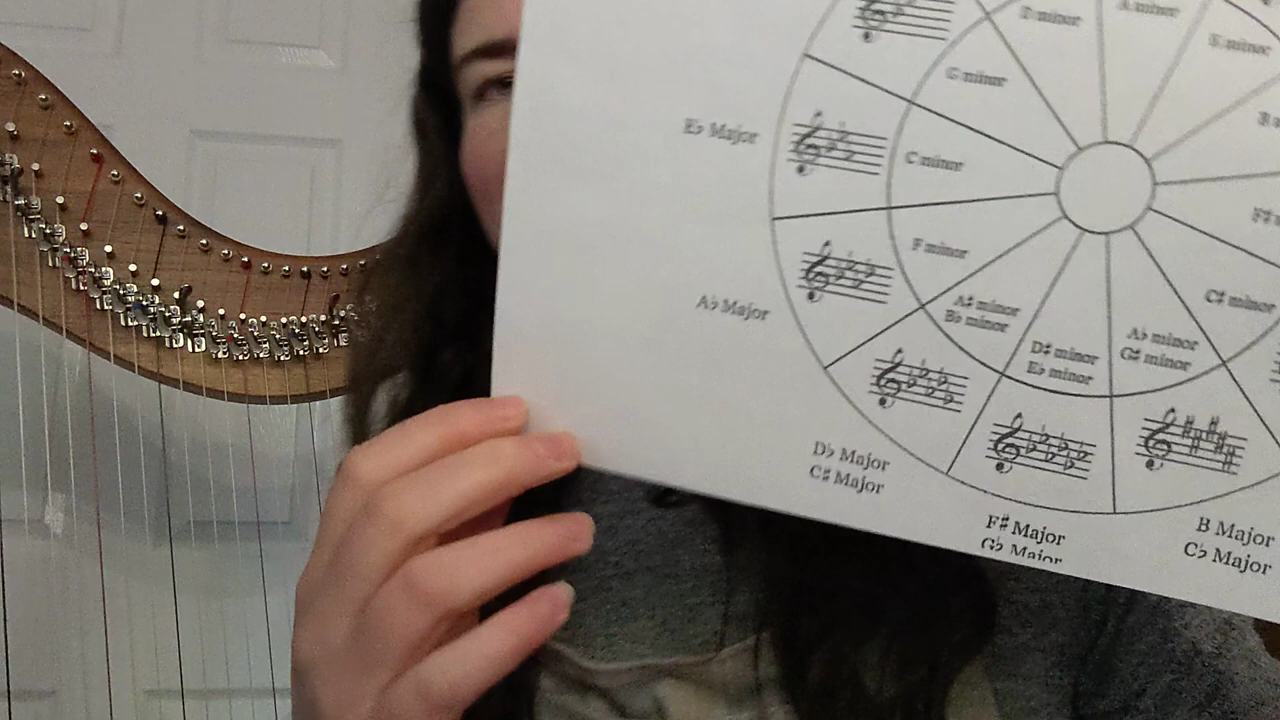 D minor
A minor
E minor
G minor
E♭ Major
C minor
F minor
A♭ Major
A♯ minor
B♭ minor
D♯ minor
E♭ minor
A♭ minor
G♯ minor
C♯ minor
D♭ Major
C♯ Major
F♯ Major
G♭ Major
B Major
C♭ Major